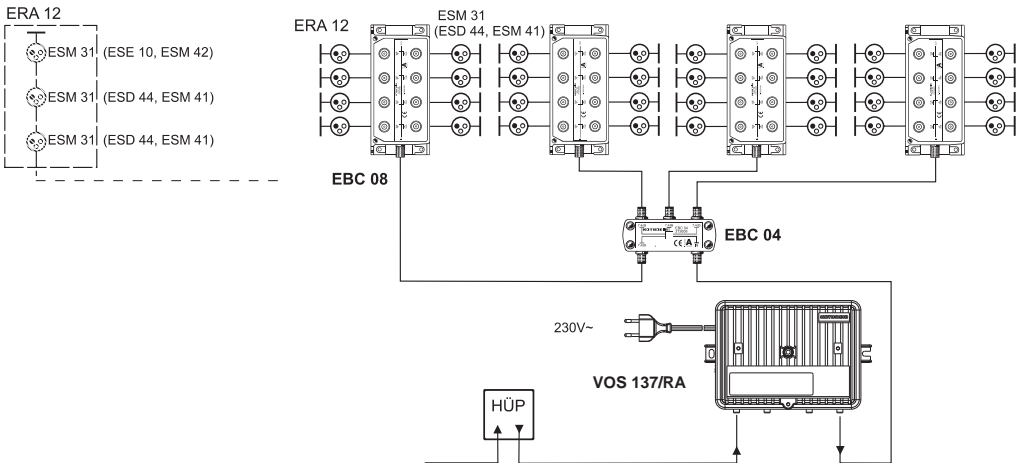 ERA 12
ESM 31 (ESE 10, ESM 42)
ESM 31 (ESD 44, ESM 41)
ESM 31 (ESD 44, ESM 41)
ERA 12
ESM 31
(ESD 44, ESM 41)
EBC 08
EBC 04
230V~
VOS 137/RA
HÜP